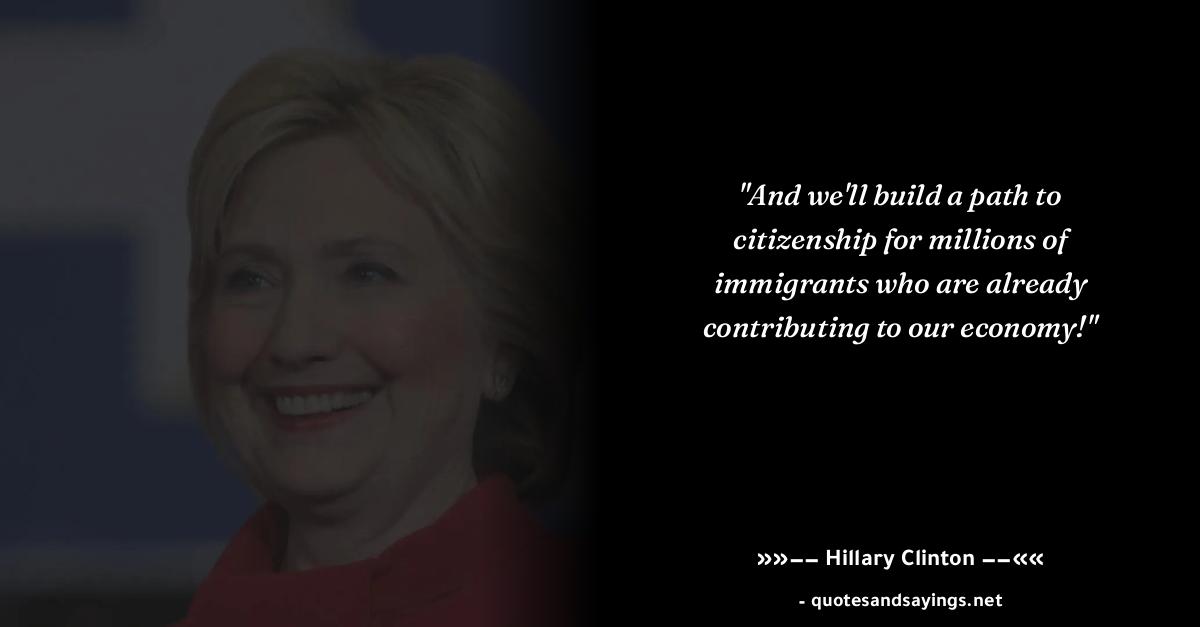 "And we'll build a path to
citizenship for millions of
immigrants who are already
contributing to our economy!"
»»–– Hillary Clinton ––««
- quotesandsayings.net